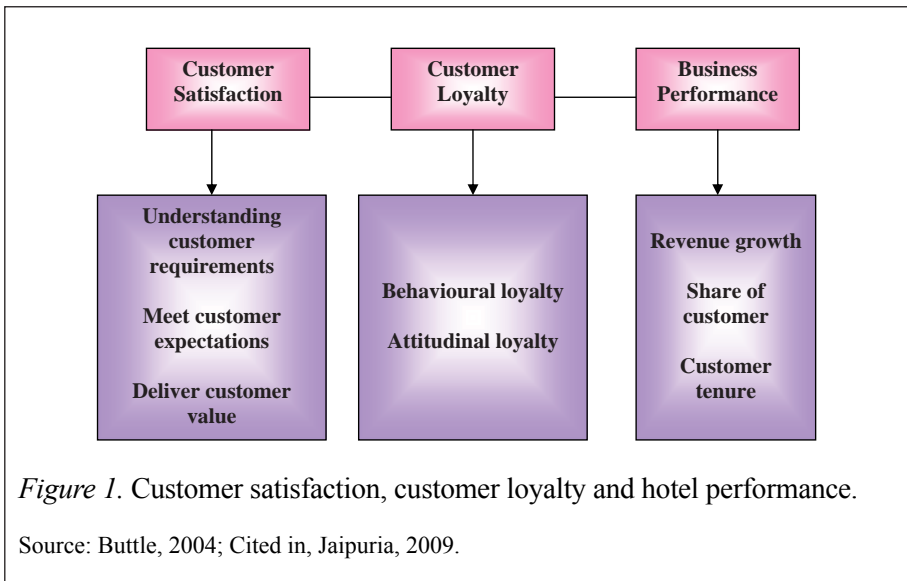 Customer
Satisfaction
Customer
Loyalty
Business
Performance
Understanding
customer
requirements
Meet customer
expectations
Deliver customer
value
Behavioural loyalty
Attitudinal loyalty
Revenue growth
Share of
customer
Customer
tenure
Figure 1. Customer satisfaction, customer loyalty and hotel performance.
Source: Buttle, 2004; Cited in, Jaipuria, 2009.